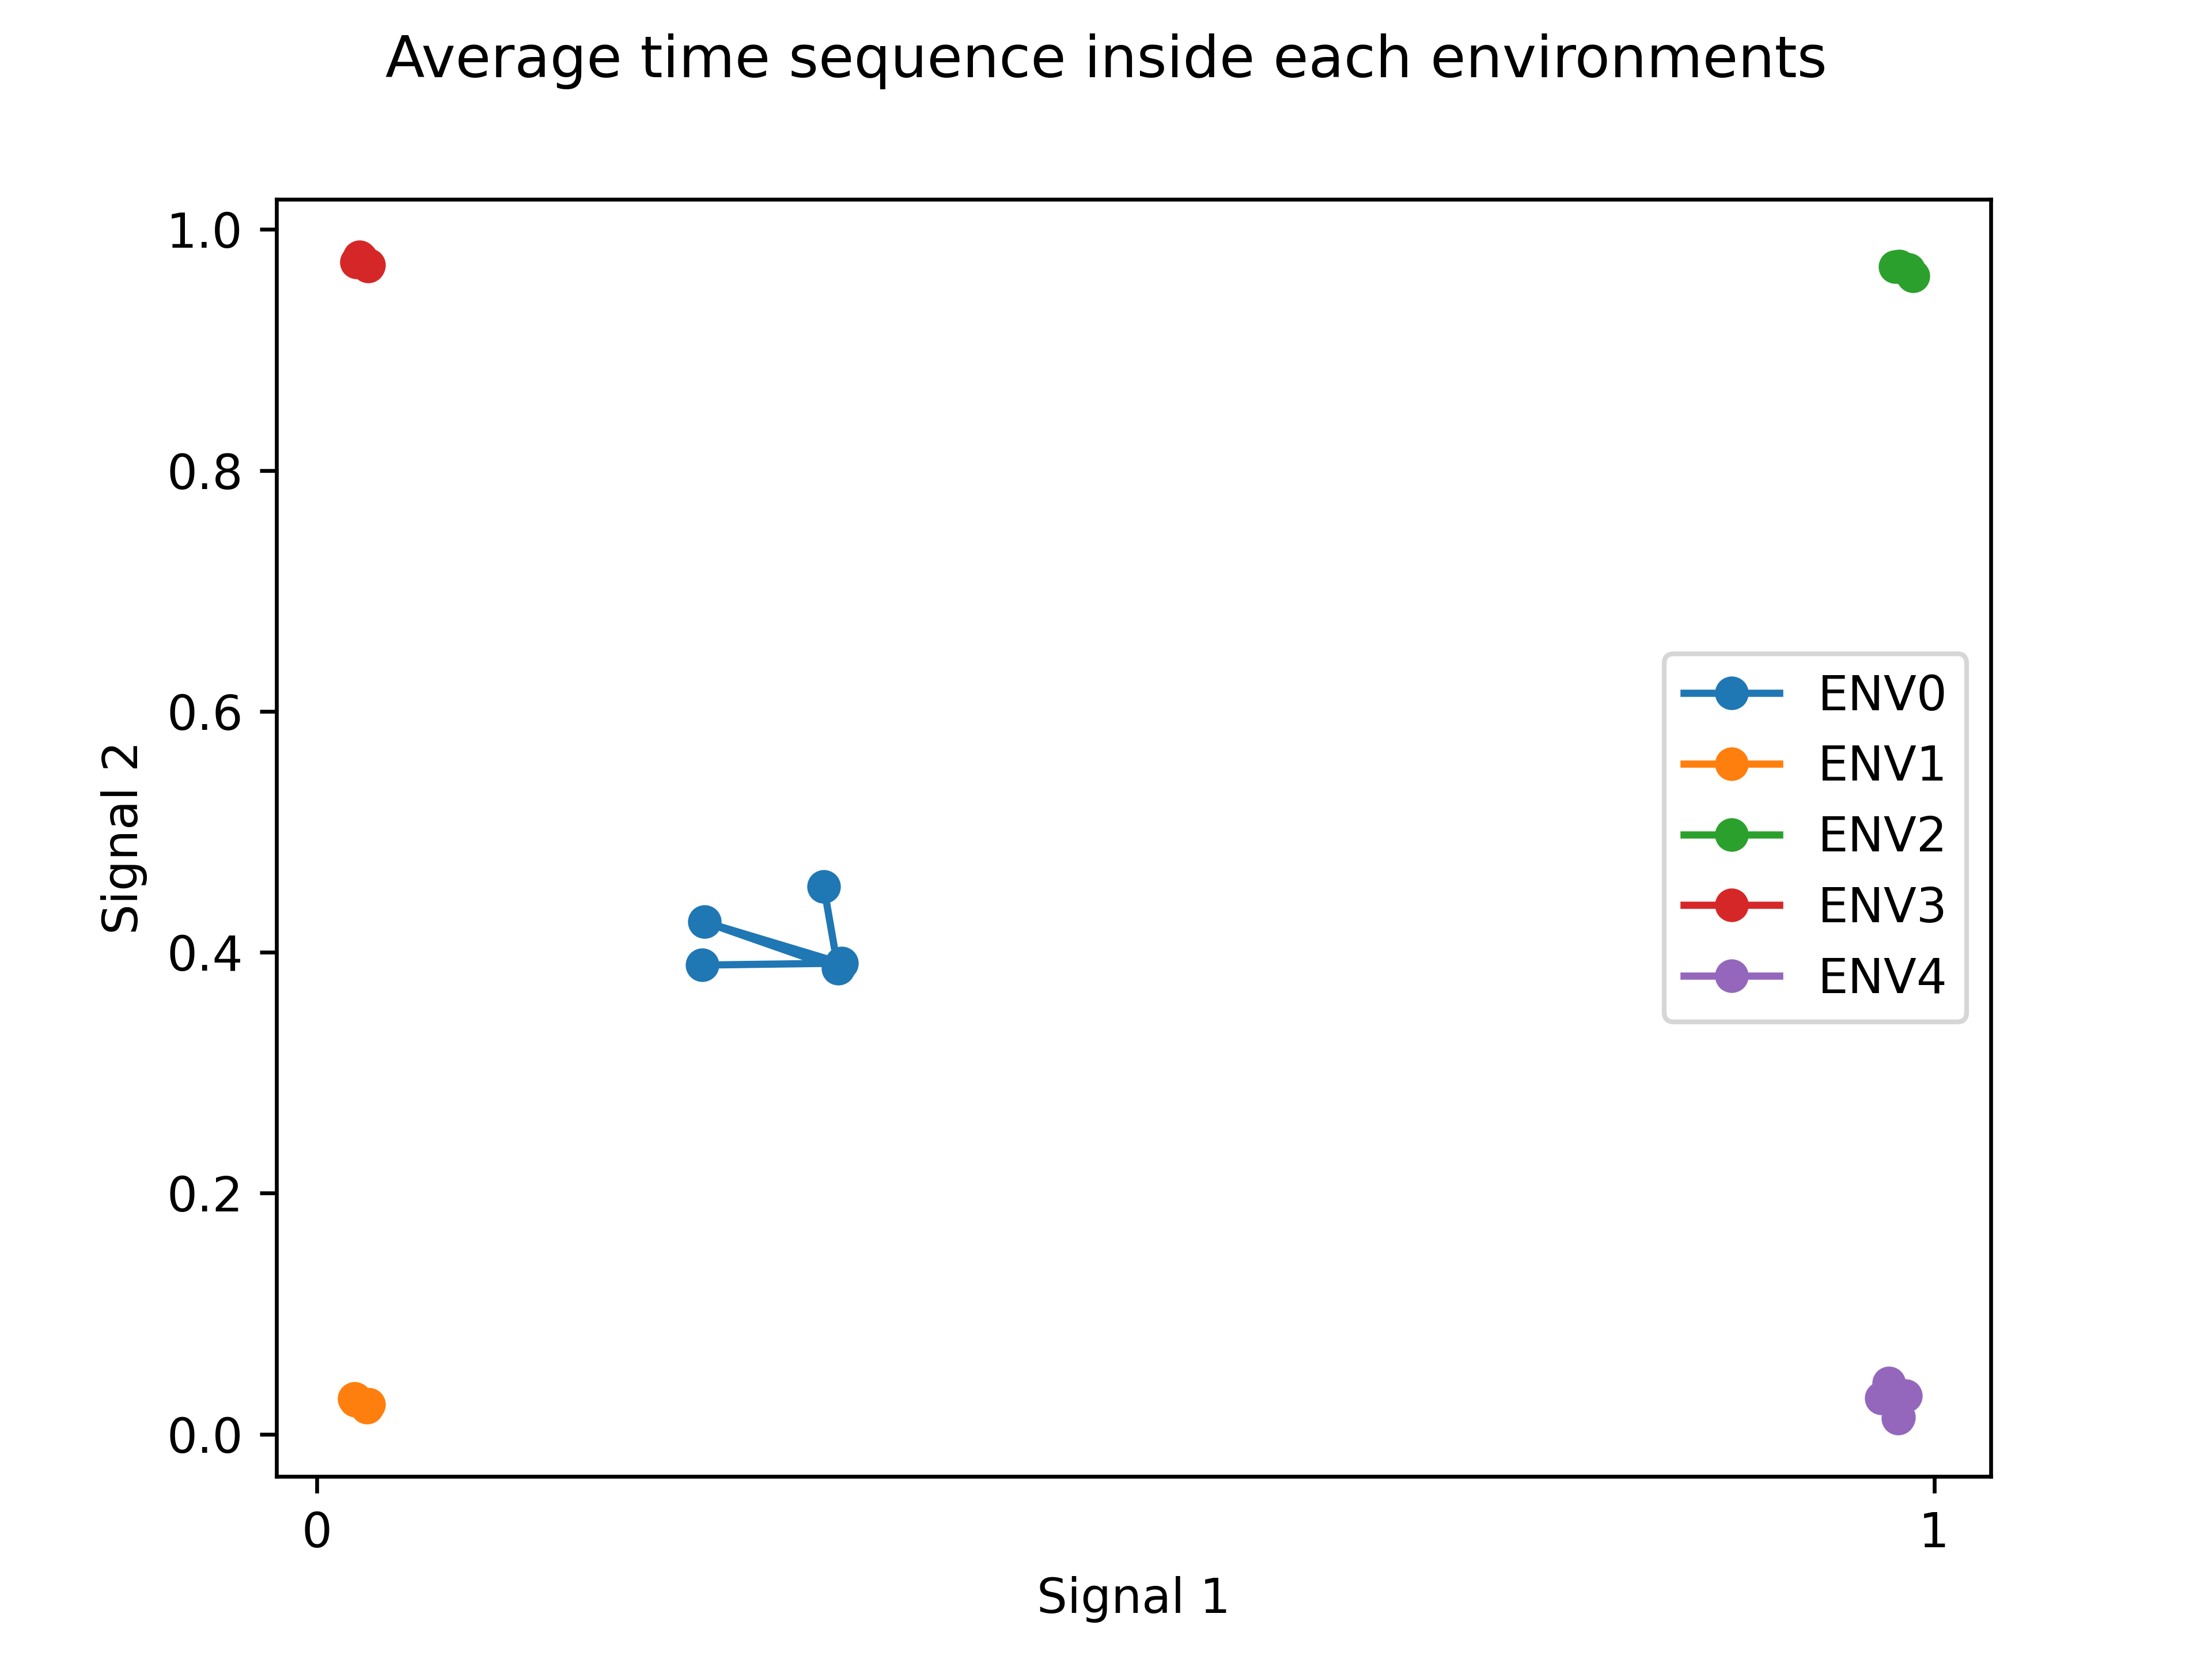 Average time sequence inside each environments
1.0
0.8
0.6
0.4
0.2
0.0
Signal 2
ENV0
ENV1
ENV2
ENV3
ENV4
0 1
Signal 1